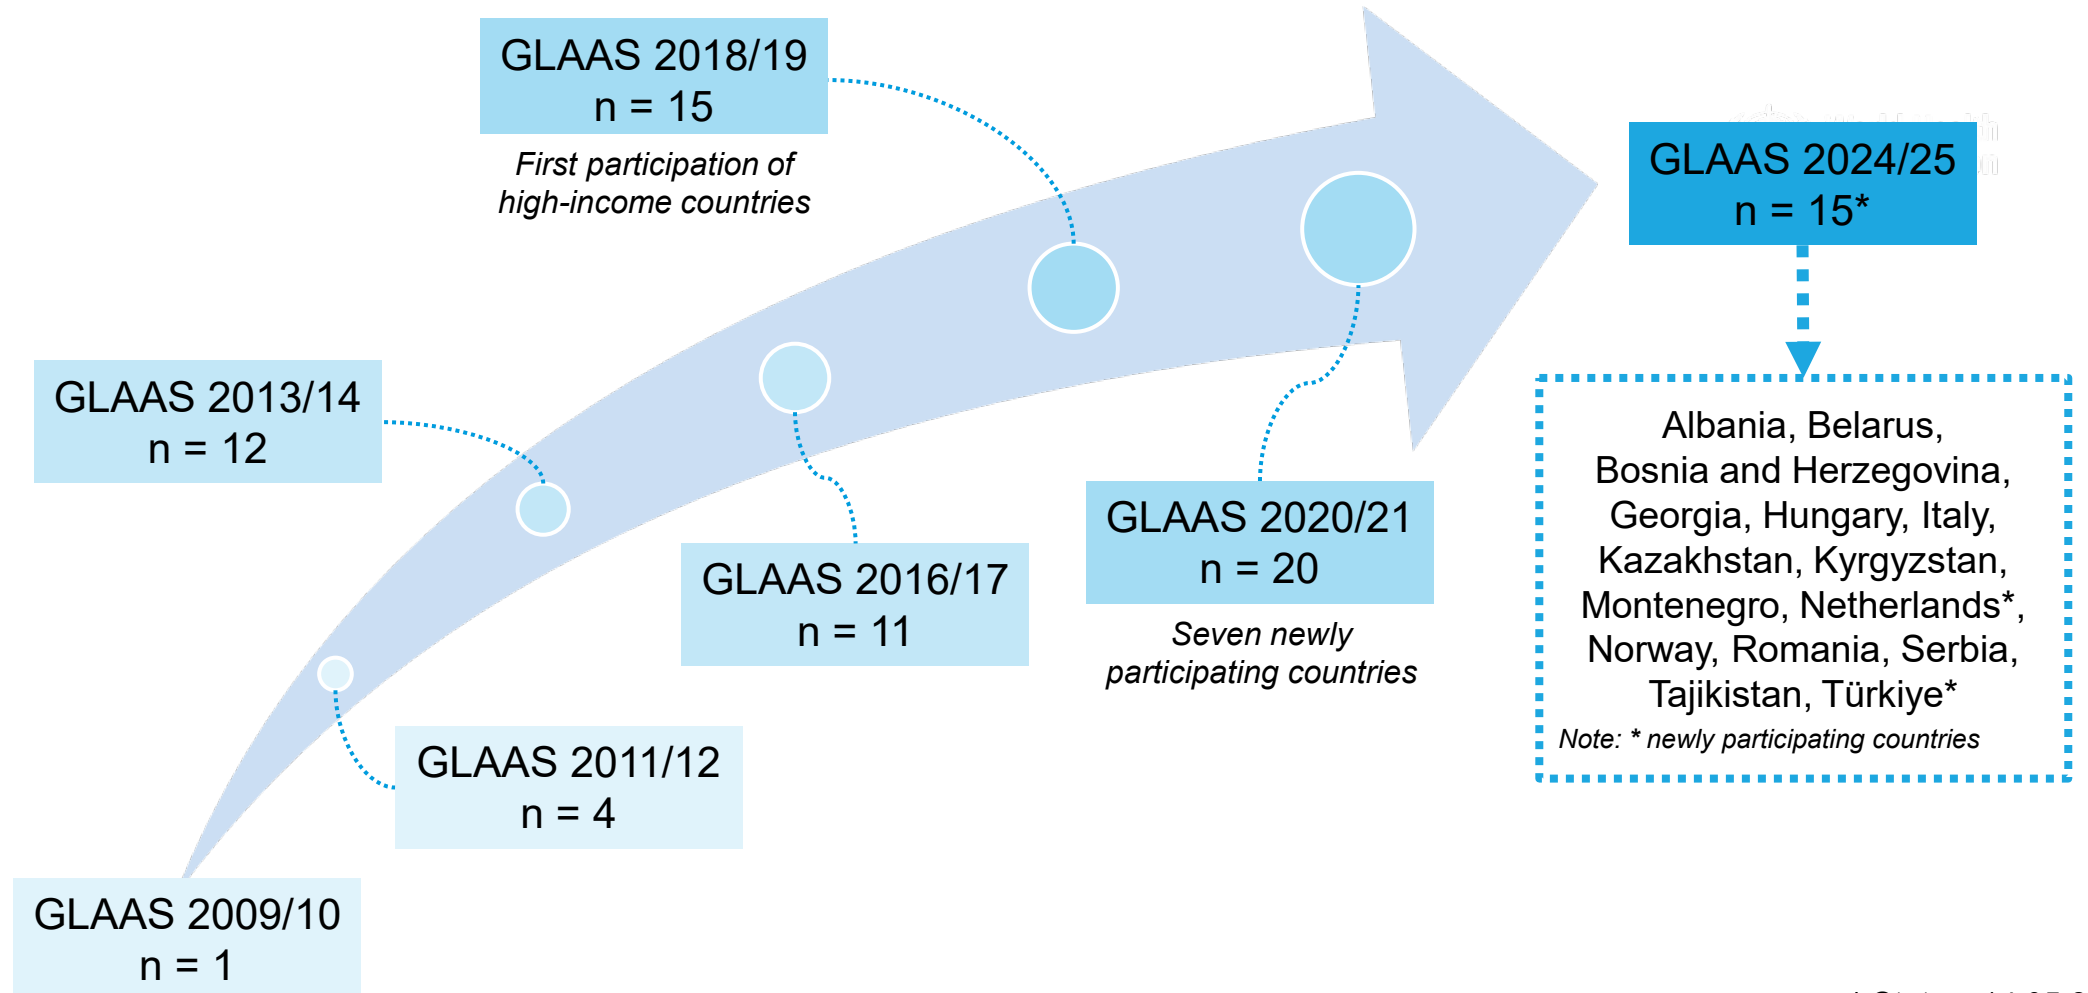 GLAAS 2018/19
n = 15
First participation of
high-income countries
GLAAS 2024/25
n = 15*
GLAAS 2013/14
n = 12
Albania, Belarus,
Bosnia and Herzegovina,
Georgia, Hungary, Italy,
Kazakhstan, Kyrgyzstan,
Montenegro, Netherlands*,
Norway, Romania, Serbia,
Tajikistan, Türkiye*
Note: * newly participating countries
GLAAS 2020/21
n = 20
Seven newly
participating countries
GLAAS 2016/17
n = 11
GLAAS 2011/12
n = 4
GLAAS 2009/10
n = 1